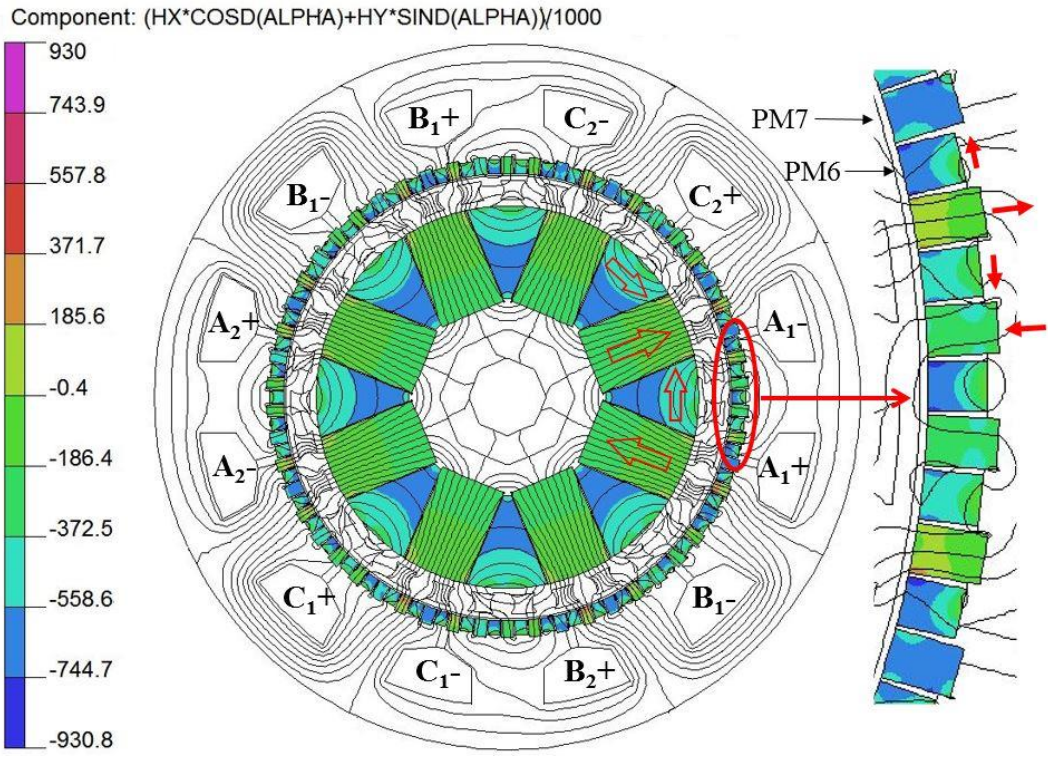 Component: (HX*COSD(ALPHA)+HY*SIND(ALPHA))/1000
930
743.9
557.8
371.7
185.6
-0.4
-186.4
-372.5
-558.6
-744.7
-930.8
B1+
C2-
B1-
C2+
A2+
A1-
A2-
A1+
C1+
B1-
C1-
B2+
PM7
PM6